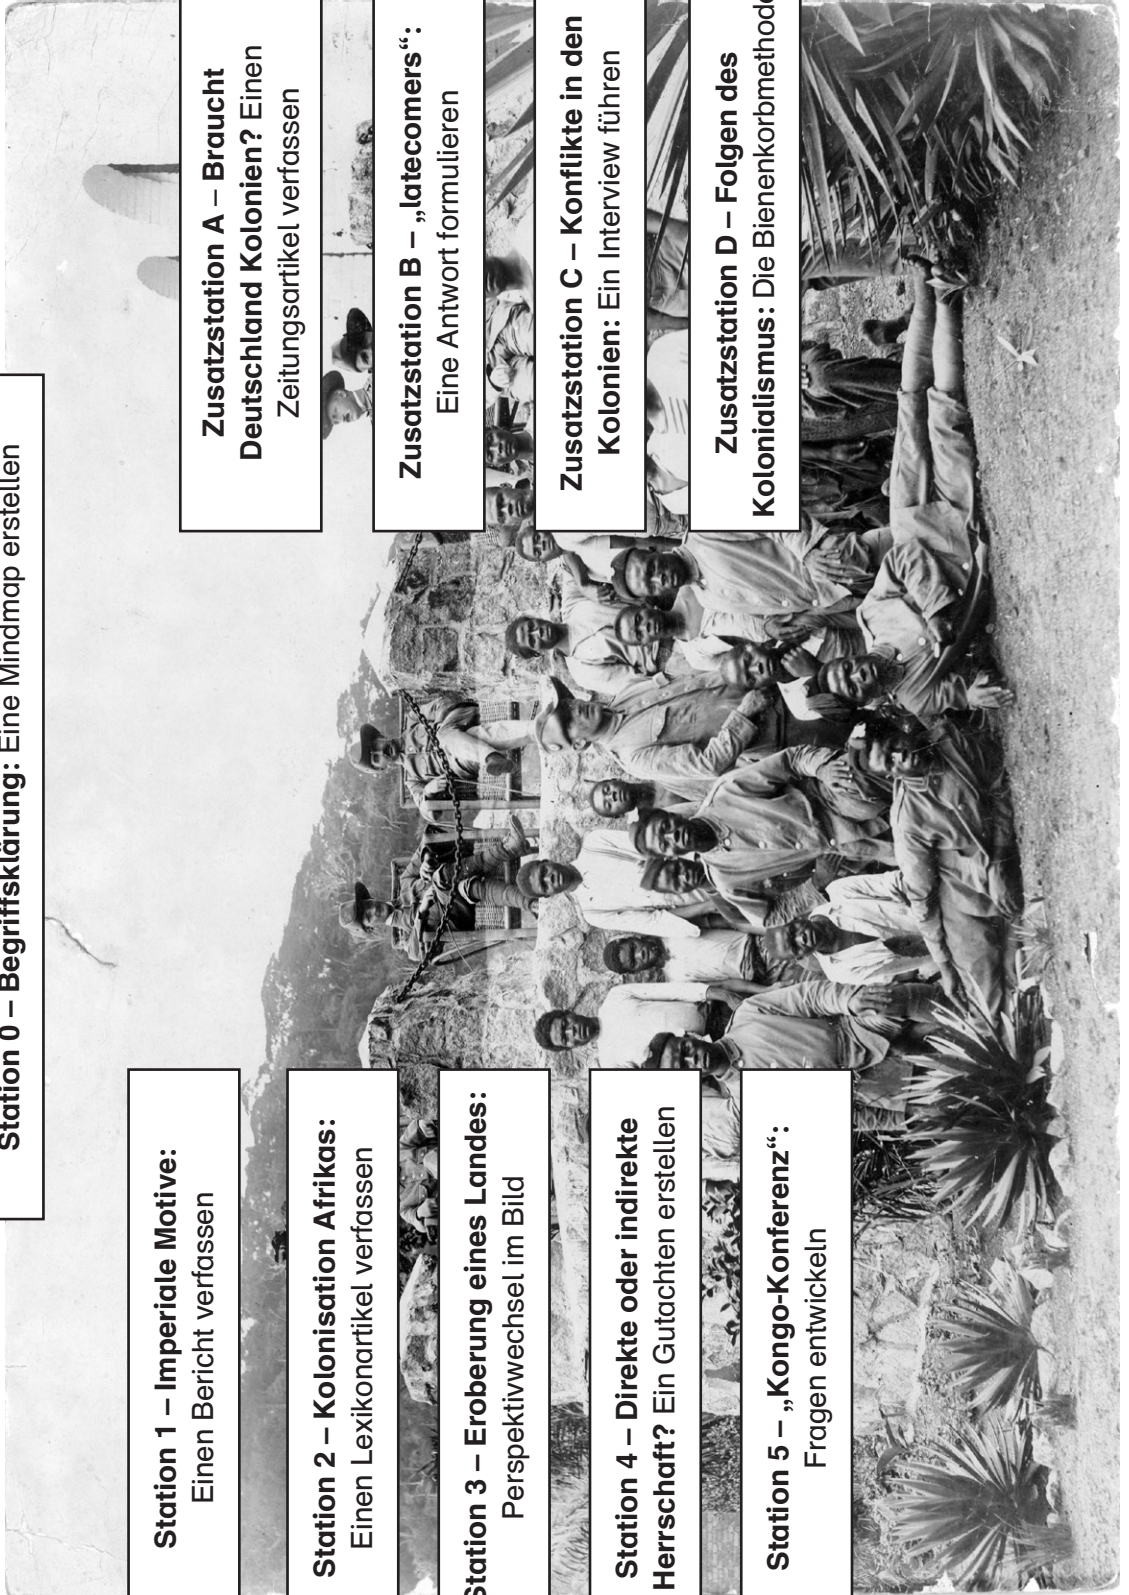 Station 0 – Begriffsklärung: Eine Mindmap erstellen
Station 1 – Imperiale Motive:
Einen Bericht verfassen
Station 2 – Kolonisation Afrikas:
Einen Lexikonartikel verfassen
Station 3 – Eroberung eines Landes:
Perspektivwechsel im Bild
Station 4 – Direkte oder indirekte
Herrschaft? Ein Gutachten erstellen
Station 5 – „Kongo-Konferenz“:
Fragen entwickeln
Zusatzstation A – Braucht
Deutschland Kolonien? Einen
Zeitungsartikel verfassen
Zusatzstation B – „latecomers“:
Eine Antwort formulieren
Zusatzstation C – Konflikte in den
Kolonien: Ein Interview führen
Zusatzstation D – Folgen des
Kolonialismus: Die Bienenkorbmethode